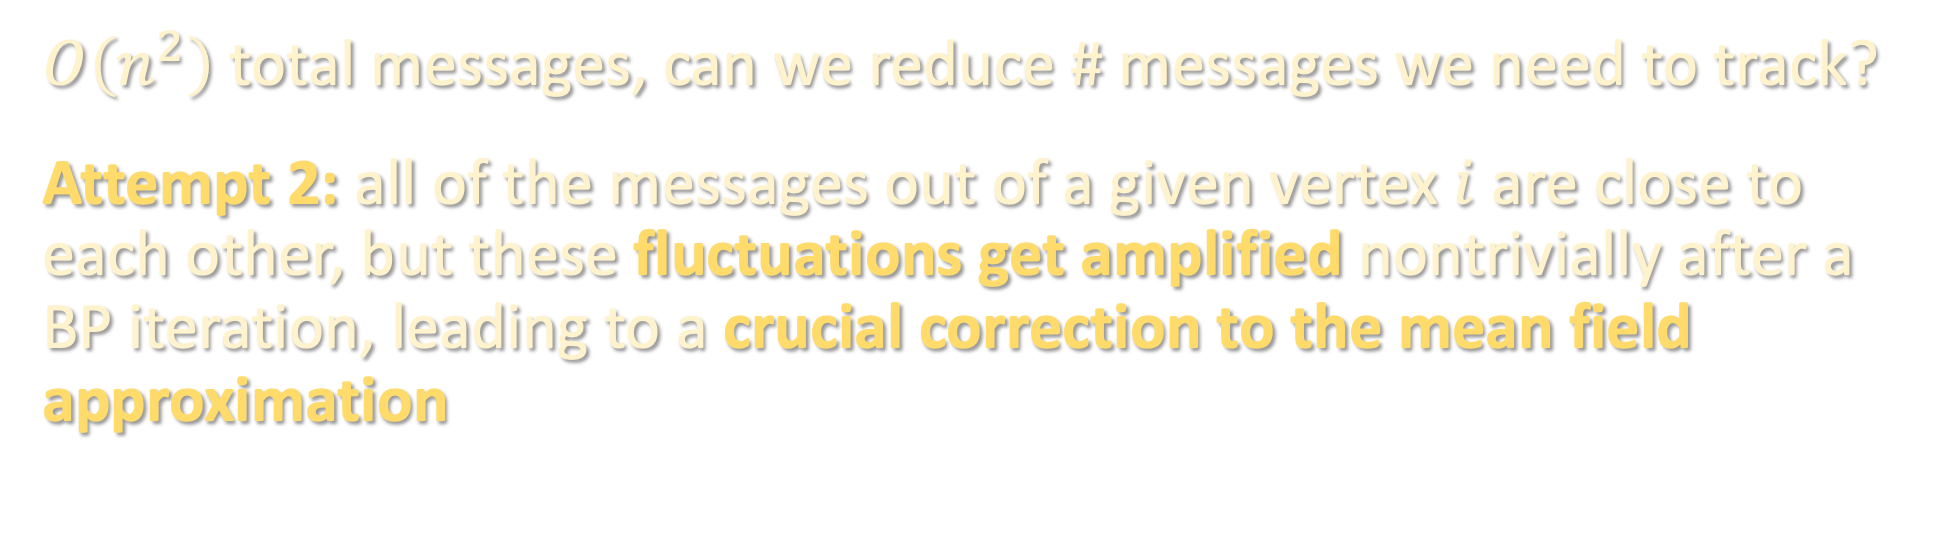 O(n²) total messages, can we reduce # messages we need to track?
Attempt 2: all of the messages out of a given vertex i are close to
each other, but these fluctuations get amplified nontrivially after a
BP iteration, leading to a crucial correction to the mean field
approximation